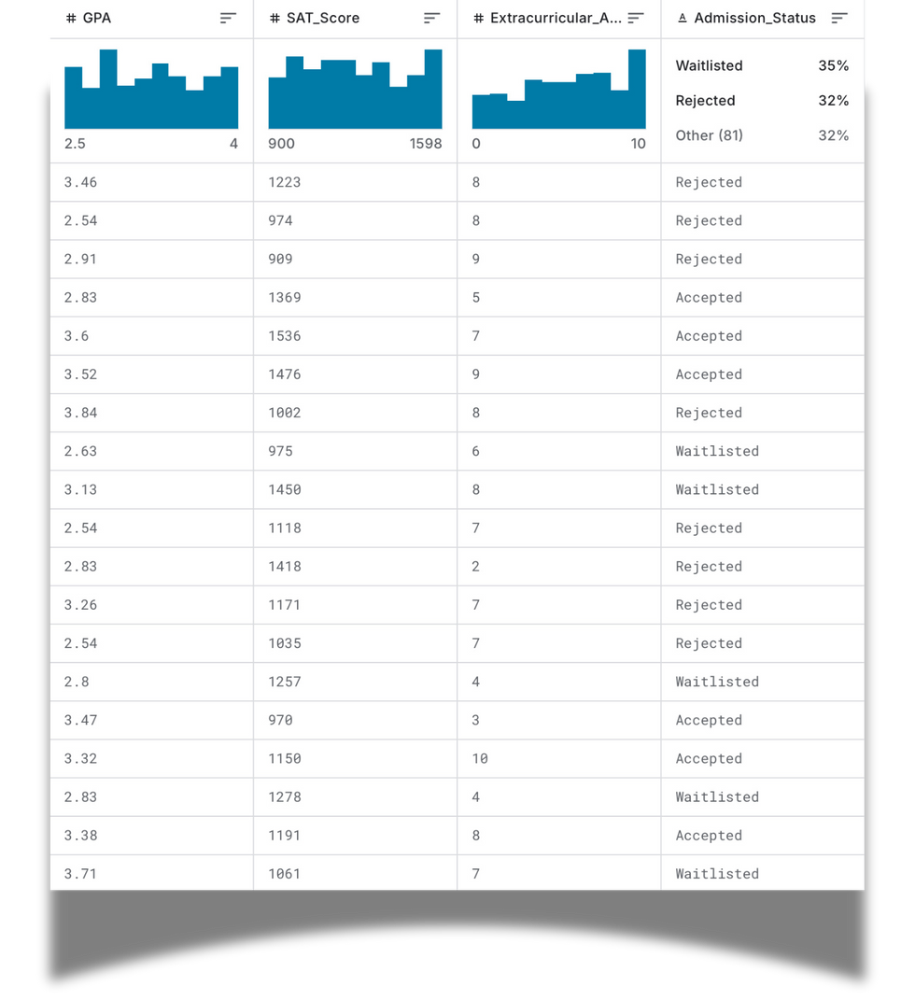 # GPA # SAT_Score # Extracurricular_A... A Admission_Status
Waitlisted 35%
Rejected 32%
Other (81) 32%
2.5 4 900 1598 0 10
3.46 1223 8 Rejected
2.54 974 8 Rejected
2.91 909 9 Rejected
2.83 1369 5 Accepted
3.6 1536 7 Accepted
3.52 1476 9 Accepted
3.84 1002 8 Rejected
2.63 975 6 Waitlisted
3.13 1450 8 Waitlisted
2.54 1118 7 Rejected
2.83 1418 2 Rejected
3.26 1171 7 Rejected
2.54 1035 7 Rejected
2.8 1257 4 Waitlisted
3.47 970 3 Accepted
3.32 1150 10 Accepted
2.83 1278 4 Waitlisted
3.38 1191 8 Accepted
3.71 1061 7 Waitlisted